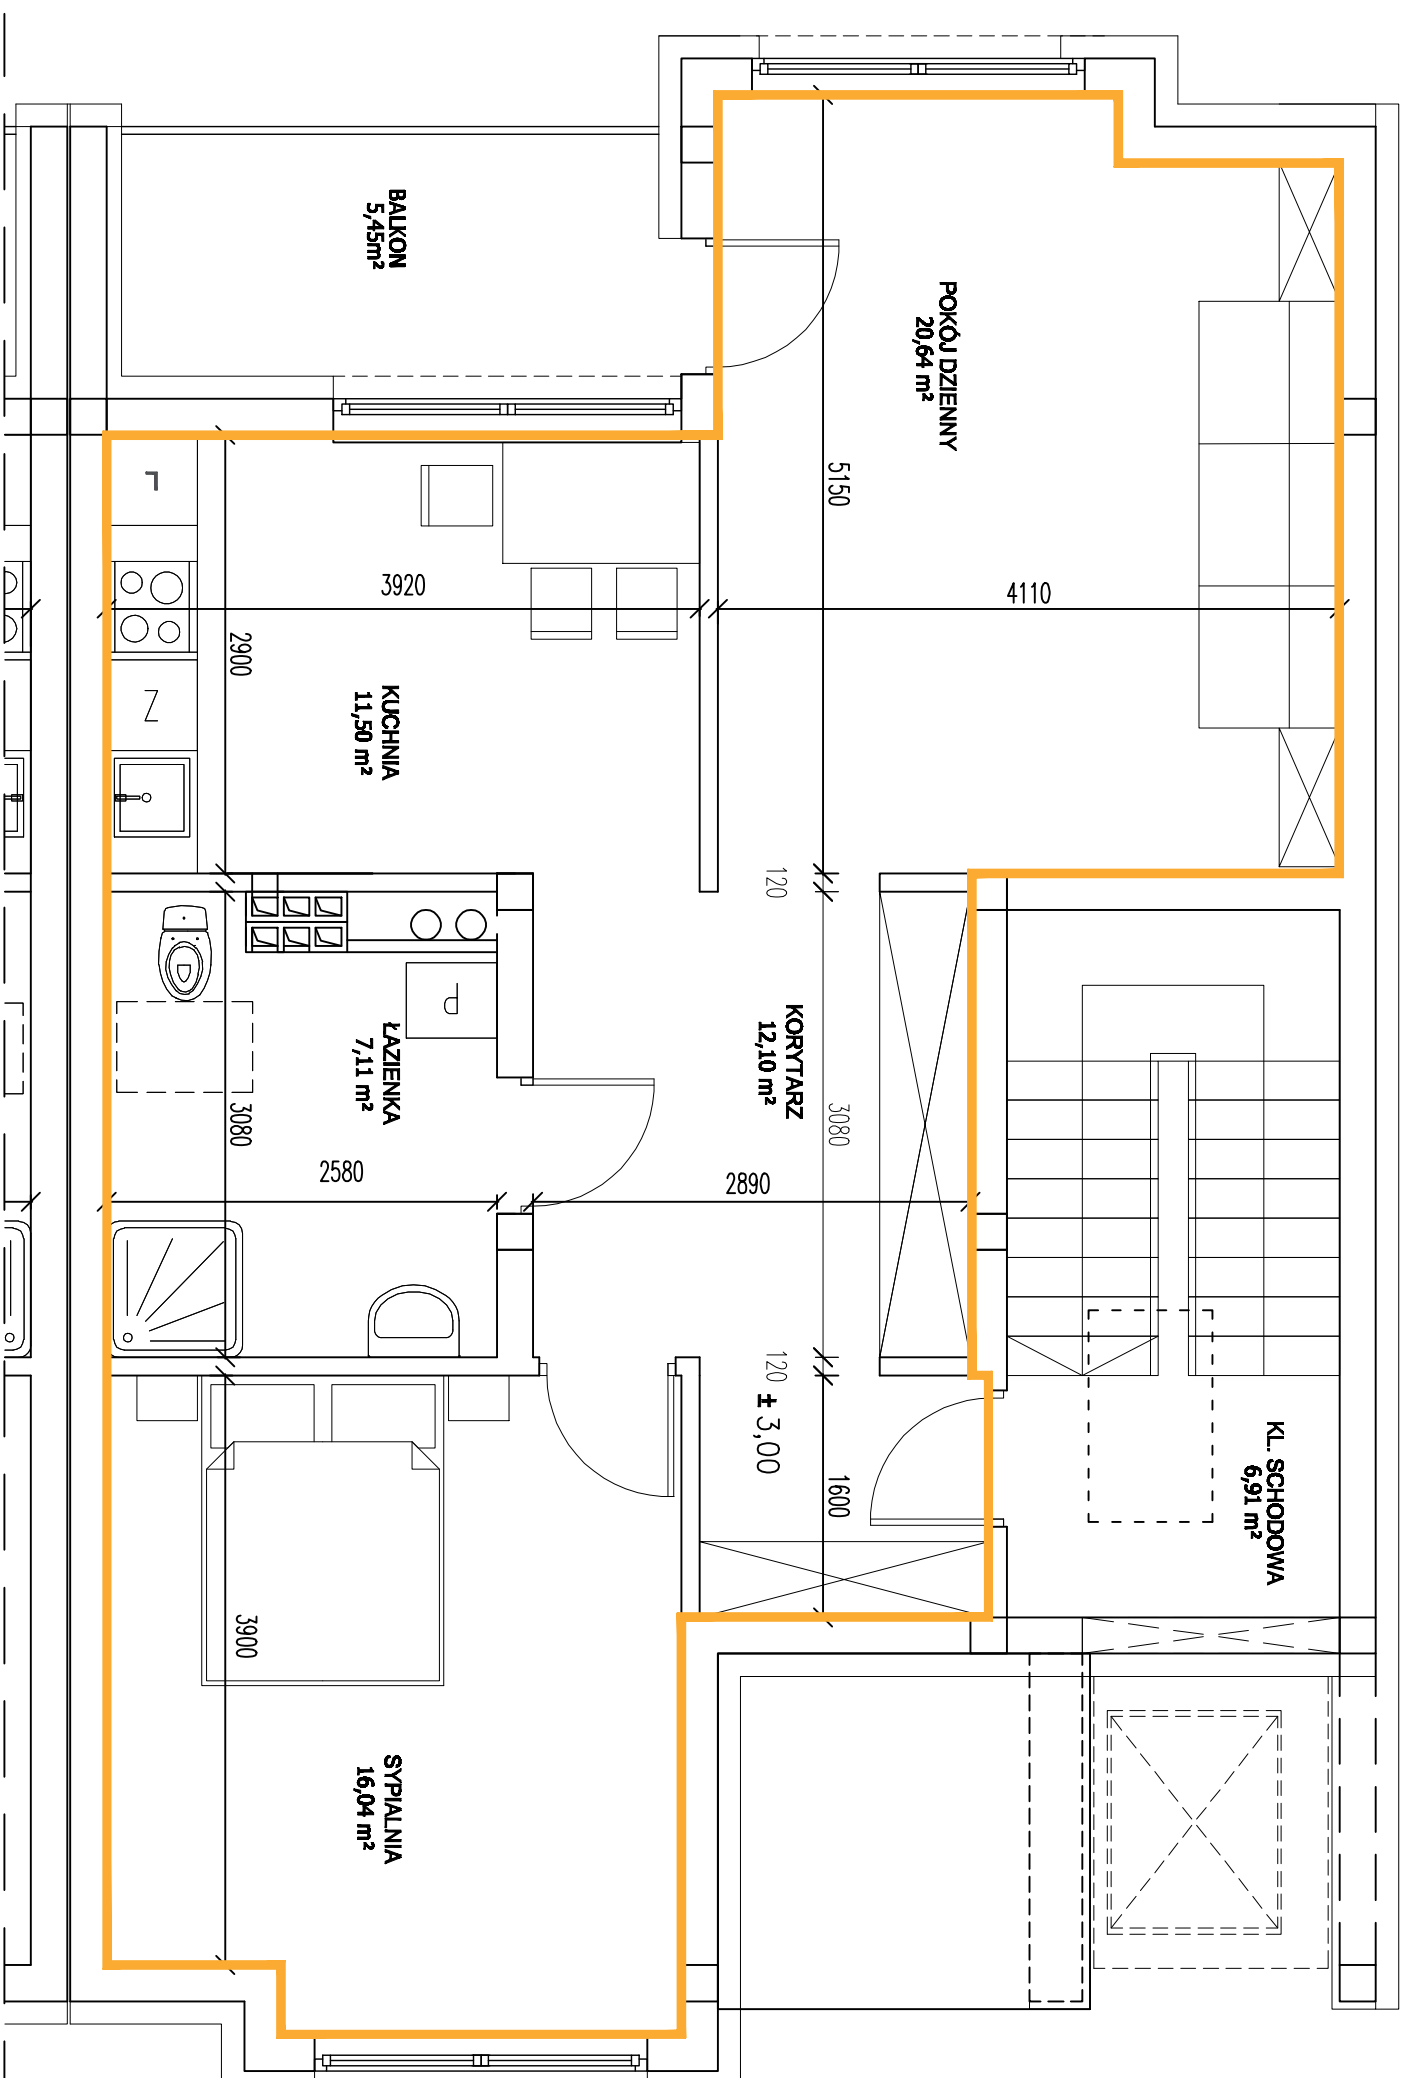 BALKON
5,45m²
POKÓJ DZIENNY
20,64 m²
5150
3920
4110
L
2900
Z
KUCHNIA
11,50 m²
120
P
ŁAZIENKA
7,11 m²
KORYTARZ
12,10 m²
3080
3080
2580
2890
120
± 3,00
1600
KL. SCHODOWA
6,91 m²
3900
SYPIALNIA
16,04 m²